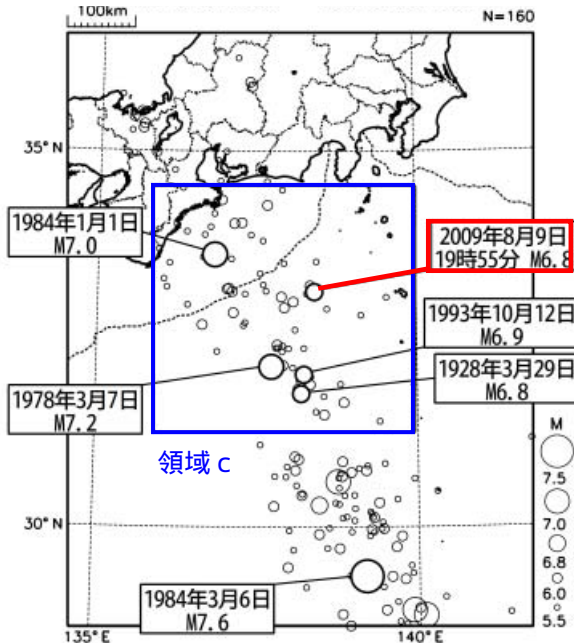 100km
N=160
35°N
1984年1月1日
M7.0
2009年8月9日
19時55分 M6.8
1993年10月12日
M6.9
1928年3月29日
M6.8
1978年3月7日
M7.2
領域 c
M
7.5
7.0
6.8
6.0
5.5
30°N
1984年3月6日
M7.6
135°E
140°E